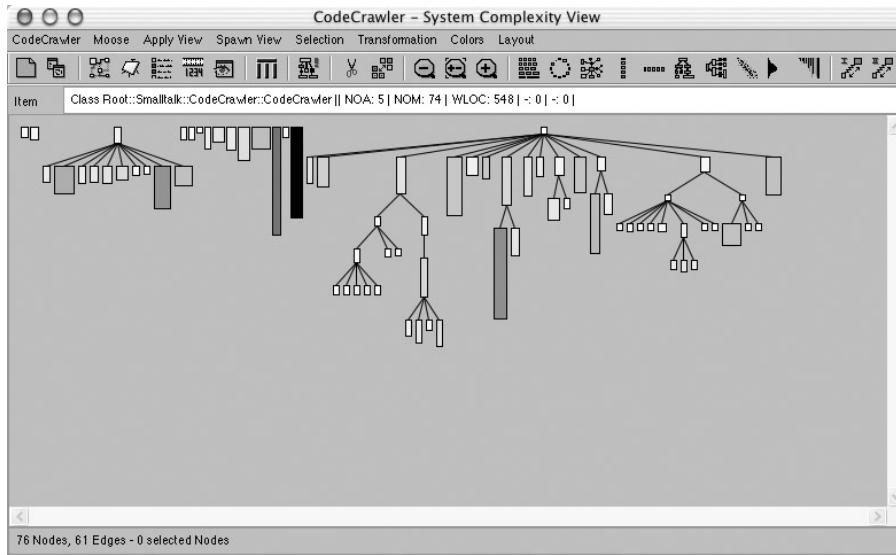 CodeCrawler – System Complexity View
CodeCrawler Moose Apply View Spawn View Selection Transformation Colors Layout
1234
Item Class Root::Smalltalk::CodeCrawler::CodeCrawler || NOA: 5 | NOM: 74 | WLOC: 548 | -: 0 | -: 0 |
76 Nodes, 61 Edges - 0 selected Nodes